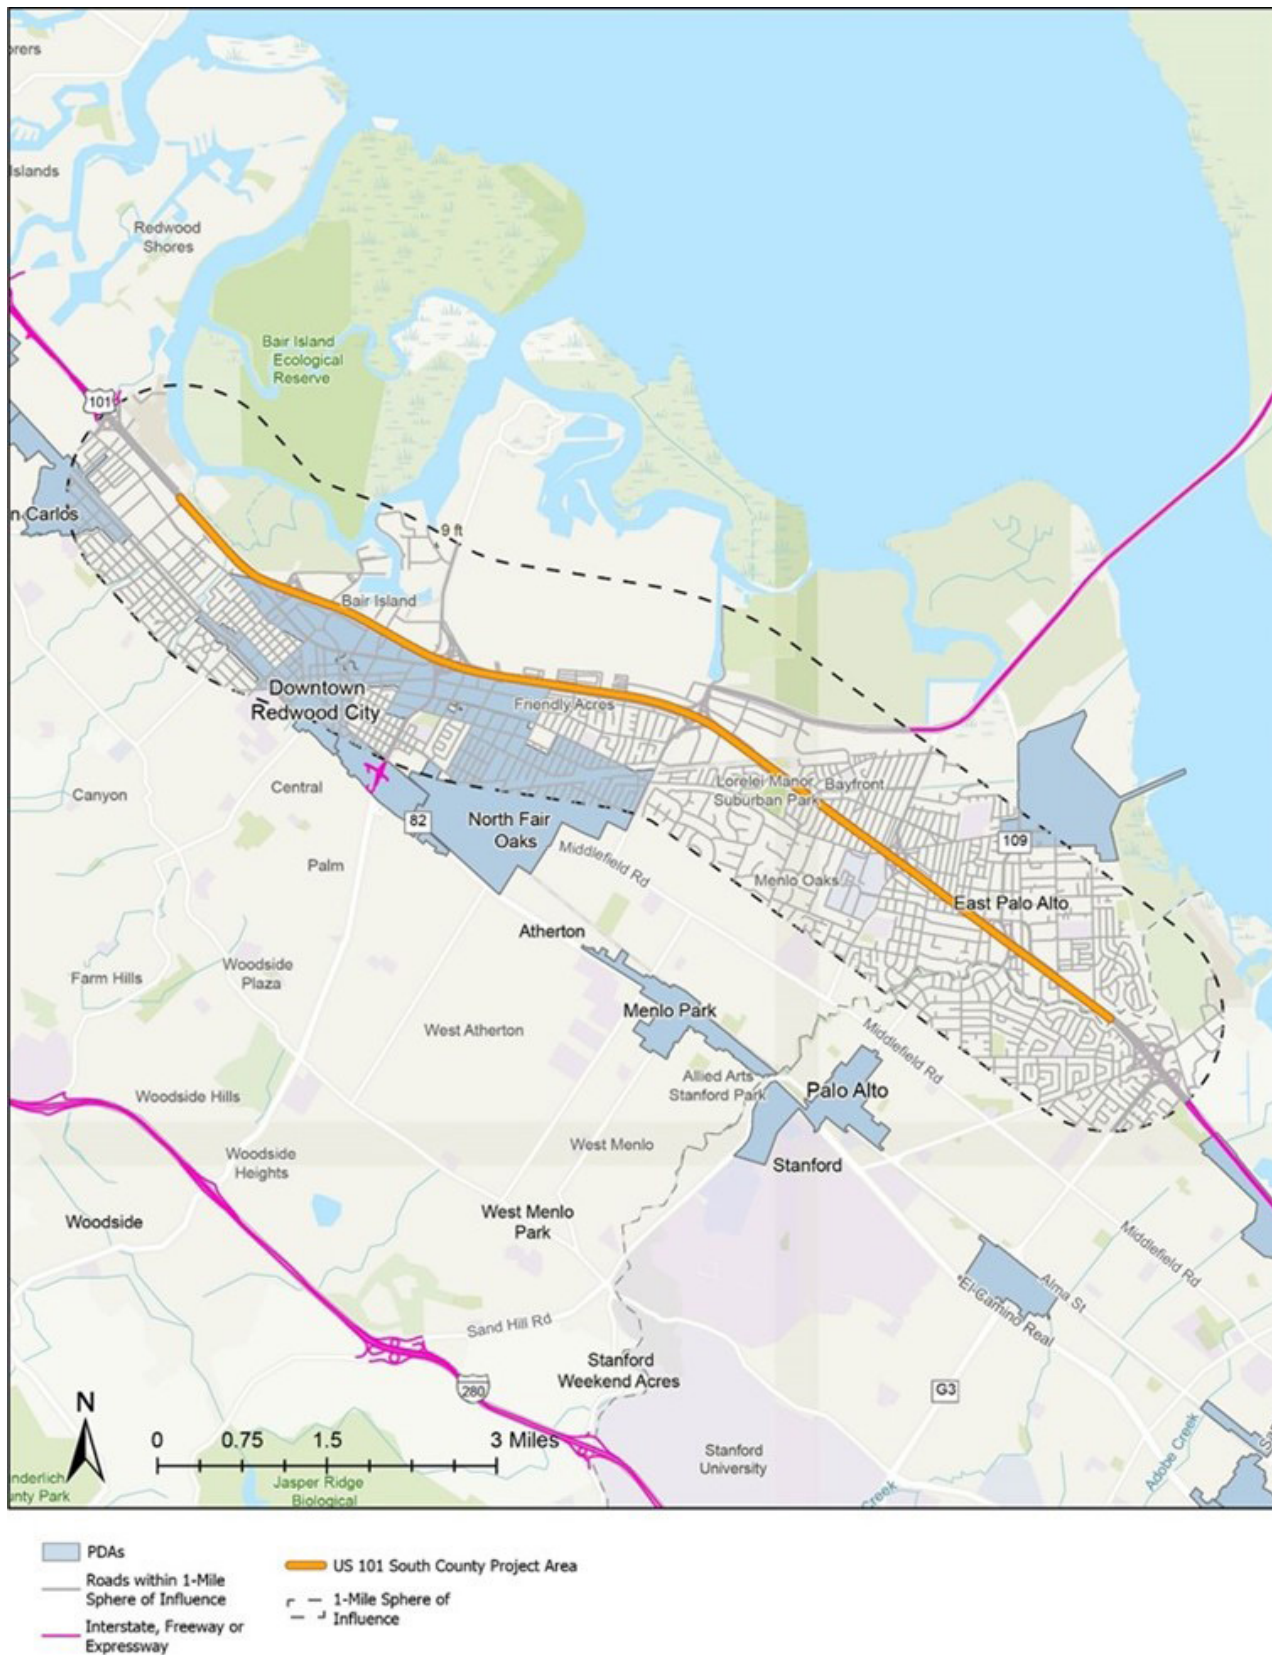 orers
Islands
Redwood
Shores
Bair Island
Ecological
Reserve
101
n Carlos
9 ft
Bair Island
Downtown
Redwood City
Friendly Acres
Canyon
Central
Lorelei Manor
Suburban Park
Bayfront
82
North Fair
Oaks
109
Palm
Middlefield Rd
Menlo Oaks
East Palo Alto
Atherton
Farm Hills
Woodside
Plaza
Menlo Park
West Atherton
Middlefield Rd
Allied Arts
Stanford Park
Palo Alto
Woodside Hills
West Menlo
Woodside
Heights
Stanford
Woodside
West Menlo
Park
Middlefield Rd
Alma St
El Camino Real
Sand Hill Rd
Stanford
Weekend Acres
280
G3
N
0 0.75 1.5 3 Miles
Stanford
University
Adobe Creek
San
nderlich
unty Park
Jasper Ridge
Biological
Creek
PDAs
Roads within 1-Mile
Sphere of Influence
Interstate, Freeway or
Expressway
US 101 South County Project Area
1-Mile Sphere of
Influence